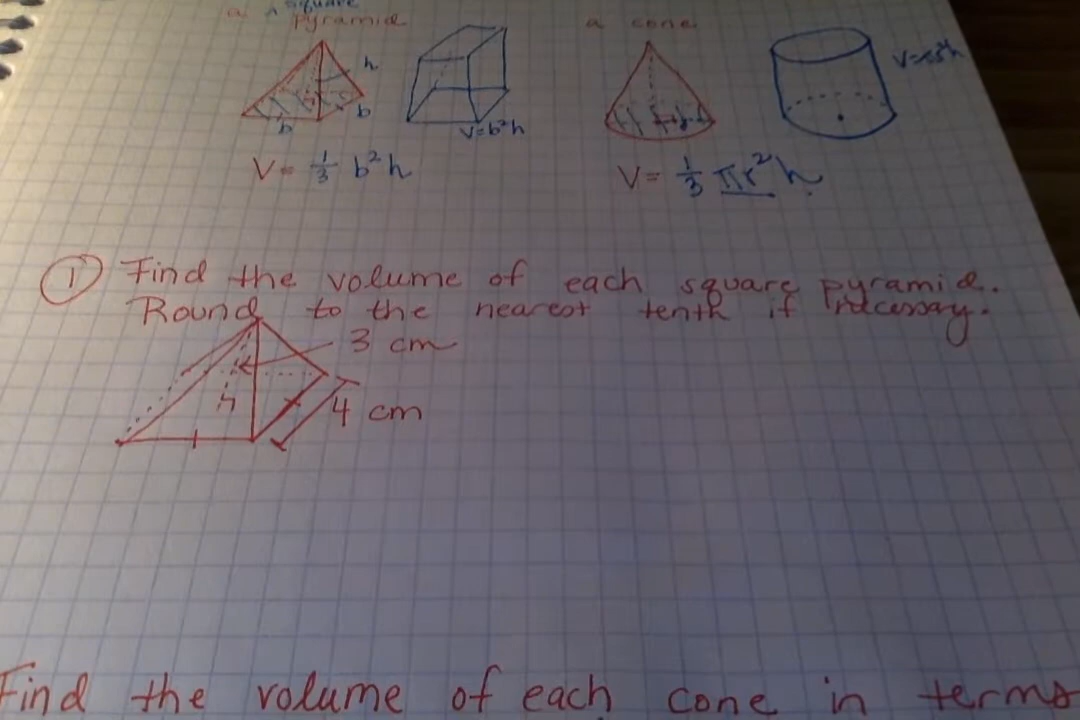 a square
pyramid
a cone
h
b
b
V=b²h
V= 1/3 b²h
V= 1/3 πr²h
① Find the volume of each square pyramid.
Round to the nearest tenth if necessary.
3 cm
h
4 cm
Find the volume of each cone in terms